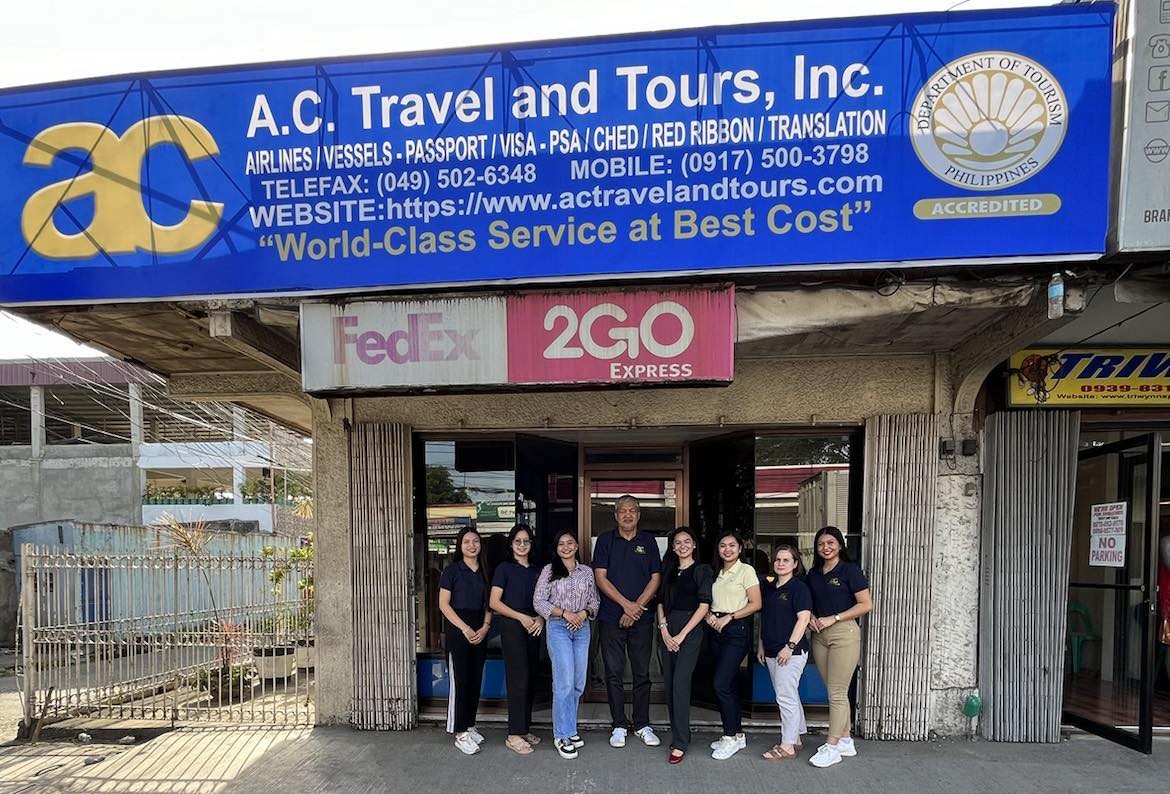 ac
A.C. Travel and Tours, Inc.
AIRLINES / VESSELS - PASSPORT / VISA - PSA / CHED / RED RIBBON / TRANSLATION
TELEFAX: (049) 502-6348 MOBILE: (0917) 500-3798
WEBSITE:https://www.actravelandtours.com
“World-Class Service at Best Cost”
DEPARTMENT OF TOURISM
PHILIPPINES
ACCREDITED
FedEx
2GO
EXPRESS
0939-831
NO
PARKING